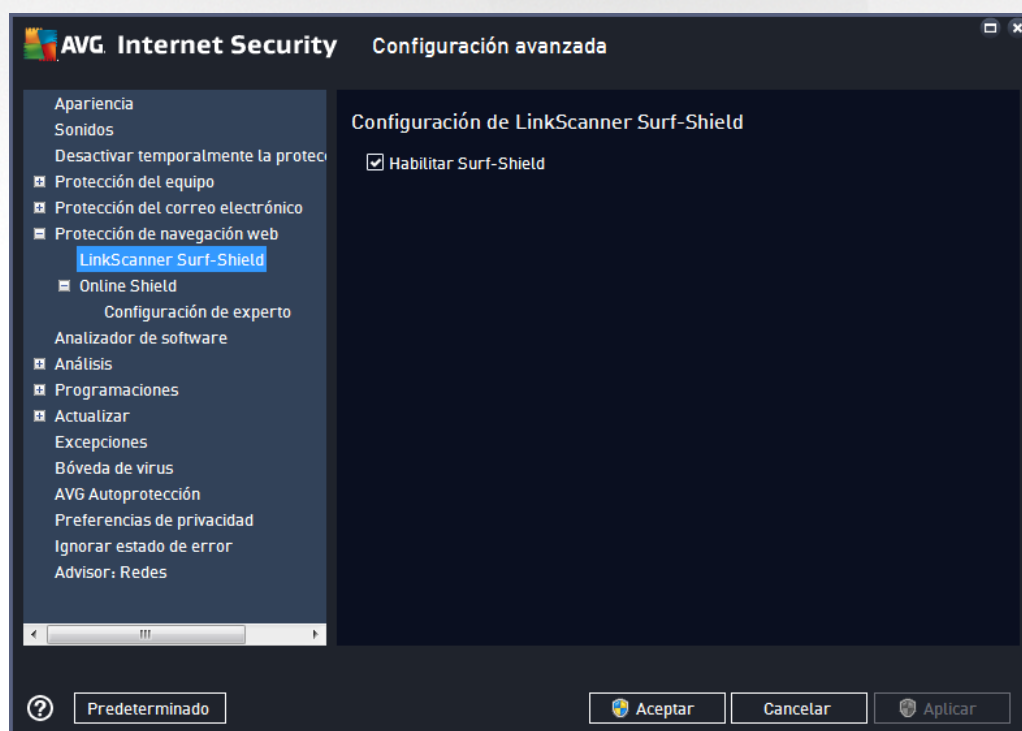 AVG. Internet Security Configuración avanzada
Apariencia
Sonidos
Desactivar temporalmente la protec
Protección del equipo
Protección del correo electrónico
Protección de navegación web
LinkScanner Surf-Shield
Online Shield
Configuración de experto
Analizador de software
Análisis
Programaciones
Actualizar
Excepciones
Bóveda de virus
AVG Autoprotección
Preferencias de privacidad
Ignorar estado de error
Advisor: Redes
Configuración de LinkScanner Surf-Shield
Habilitar Surf-Shield
Predeterminado
Aceptar
Cancelar
Aplicar